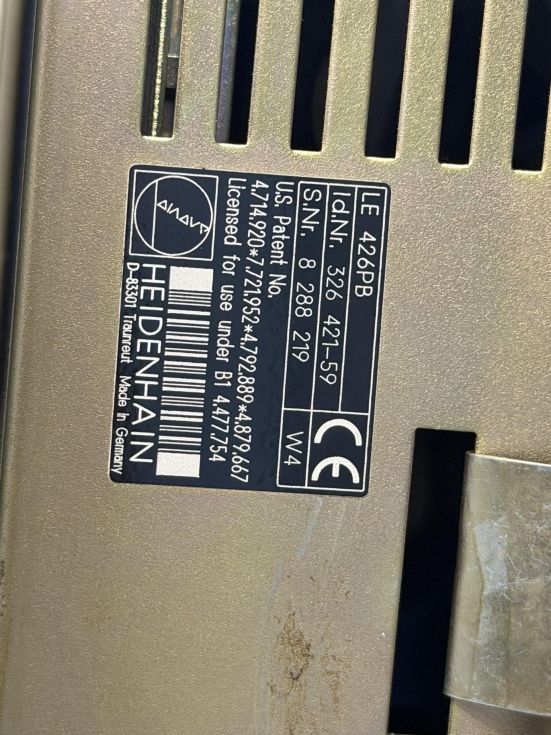 LE 426PB
Id.Nr. 326 421-59
S.Nr. 8 288 219
W4
CE
U.S. Patent No.
4,714,920*7,721,952*4,792,889*4,879,667
Licensed for use under B1 4,477,754
HEIDENHAIN
D-83301 Traunreut Made in Germany